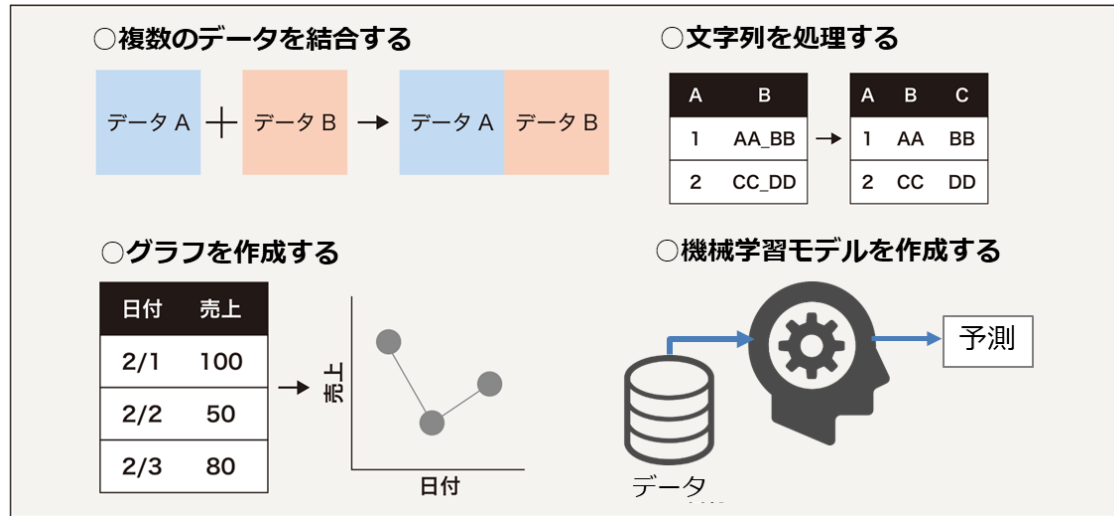 ○複数のデータを結合する
データ A + データ B → データ A データ B
○文字列を処理する
A B
1 AA_BB
2 CC_DD
→
A B C
1 AA BB
2 CC DD
○グラフを作成する
日付 売上
2/1 100
2/2 50
2/3 80
→
売上
日付
○機械学習モデルを作成する
データ
予測